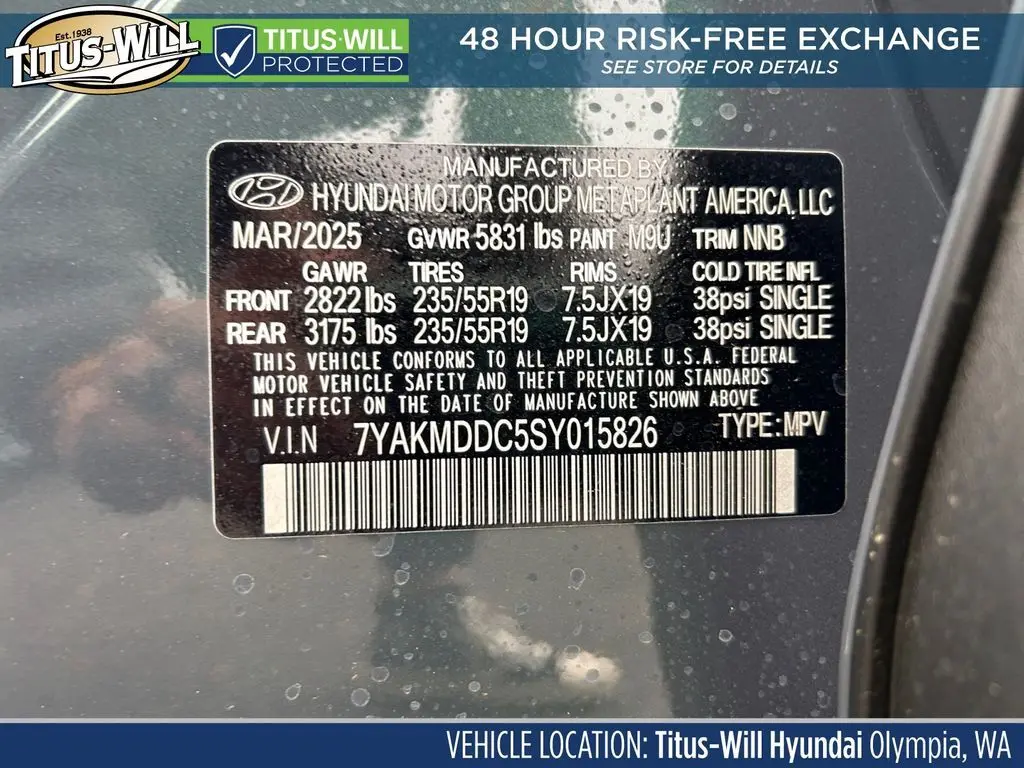 Est. 1938
TITUS-WILL
TITUS-WILL
PROTECTED
48 HOUR RISK-FREE EXCHANGE
SEE STORE FOR DETAILS
MANUFACTURED BY
HYUNDAI MOTOR GROUP METAPLANT AMERICA, LLC
MAR/2025 GVWR 5831 lbs PAINT M9U TRIM NNB
GAWR TIRES RIMS COLD TIRE INFL
FRONT 2822 lbs 235/55R19 7.5JX19 38psi SINGLE
REAR 3175 lbs 235/55R19 7.5JX19 38psi SINGLE
THIS VEHICLE CONFORMS TO ALL APPLICABLE U.S.A. FEDERAL
MOTOR VEHICLE SAFETY AND THEFT PREVENTION STANDARDS
IN EFFECT ON THE DATE OF MANUFACTURE SHOWN ABOVE
V.I.N 7YAKMDDC5SY015826 TYPE: MPV
VEHICLE LOCATION: Titus-Will Hyundai Olympia, WA